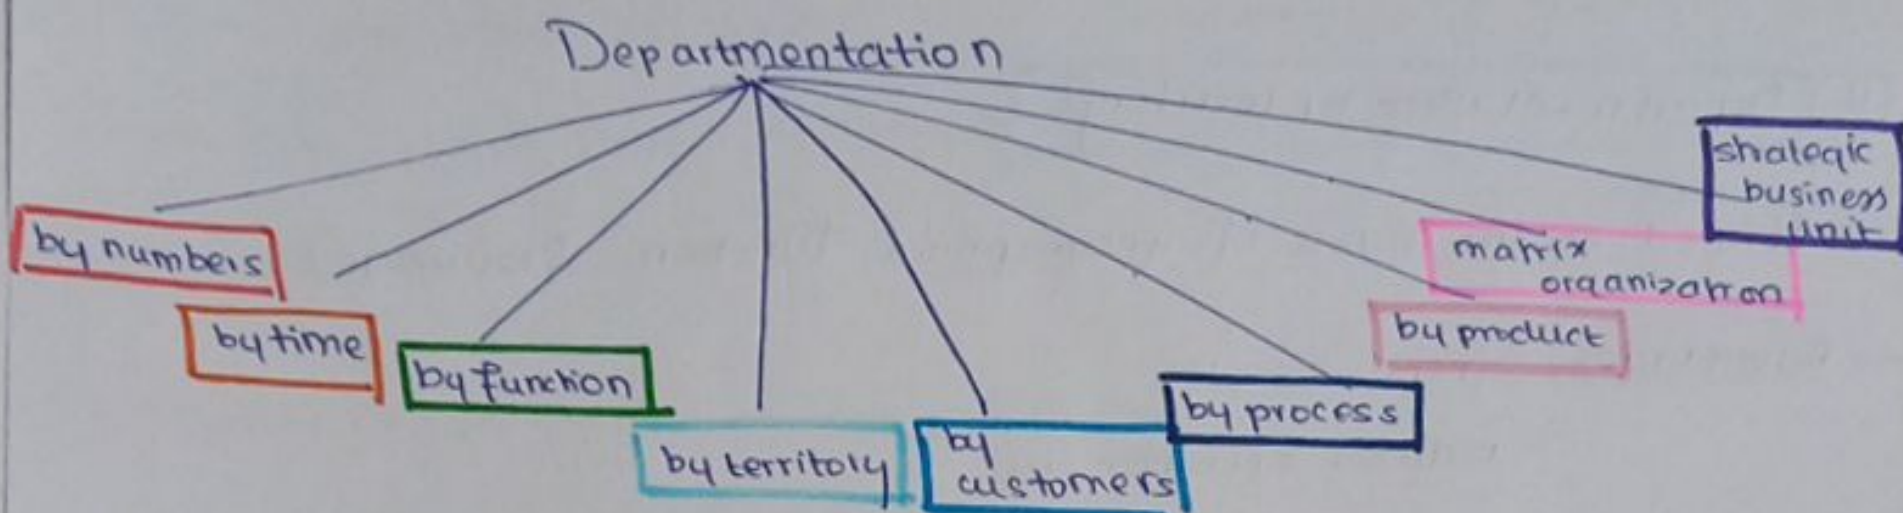 Departmentation
by numbers
by time
by function
by territory
by
customers
by process
by product
matrix
organization
strategic
business
unit